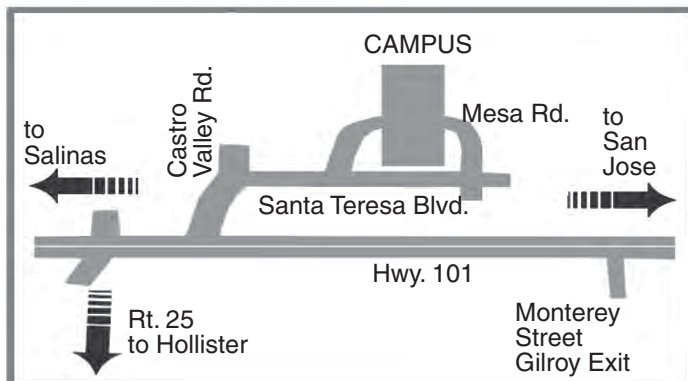 CAMPUS
Castro
Valley Rd.
Mesa Rd.
to
Salinas
to
San
Jose
Santa Teresa Blvd.
Hwy. 101
Rt. 25
to Hollister
Monterey
Street
Gilroy Exit